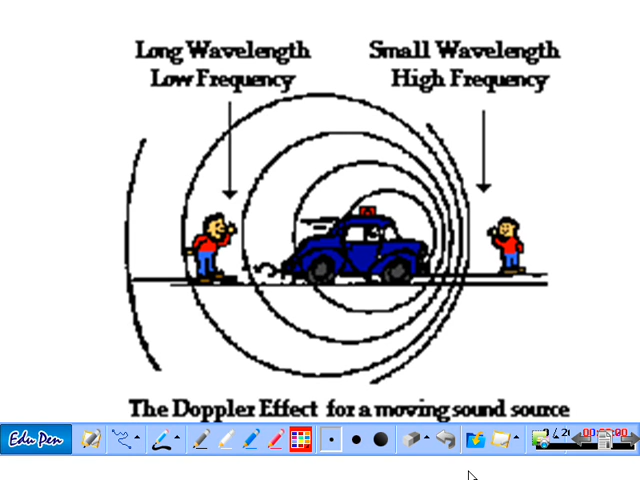 Long Wavelength
Low Frequency
Small Wavelength
High Frequency
The Doppler Effect for a moving sound source
Edu Pen